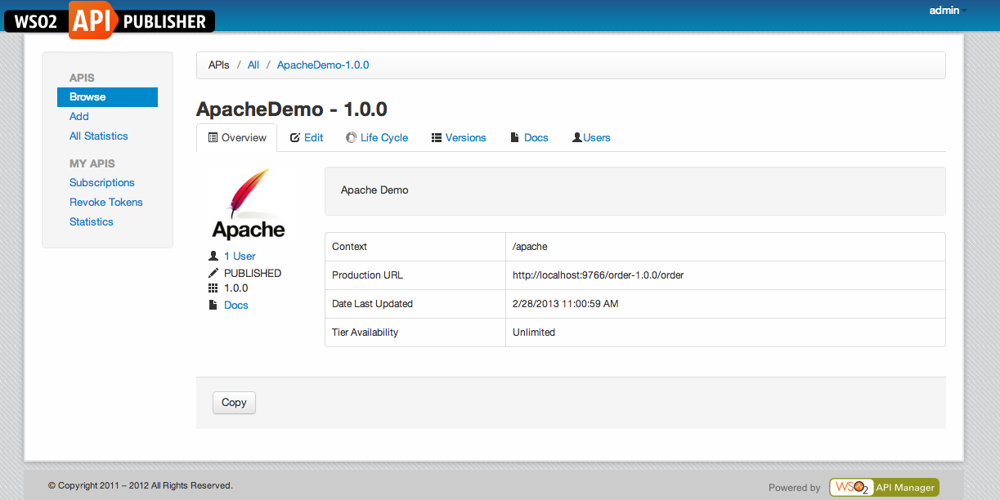 WSO2 API PUBLISHER
admin
APIS
Browse
Add
All Statistics
MY APIS
Subscriptions
Revoke Tokens
Statistics
APIs / All / ApacheDemo-1.0.0
ApacheDemo - 1.0.0
Overview Edit Life Cycle Versions Docs Users
Apache
1 User
PUBLISHED
1.0.0
Docs
Apache Demo
Context /apache
Production URL http://localhost:9766/order-1.0.0/order
Date Last Updated 2/28/2013 11:00:59 AM
Tier Availability Unlimited
Copy
© Copyright 2011 – 2012 All Rights Reserved.
Powered by WSO2 API Manager